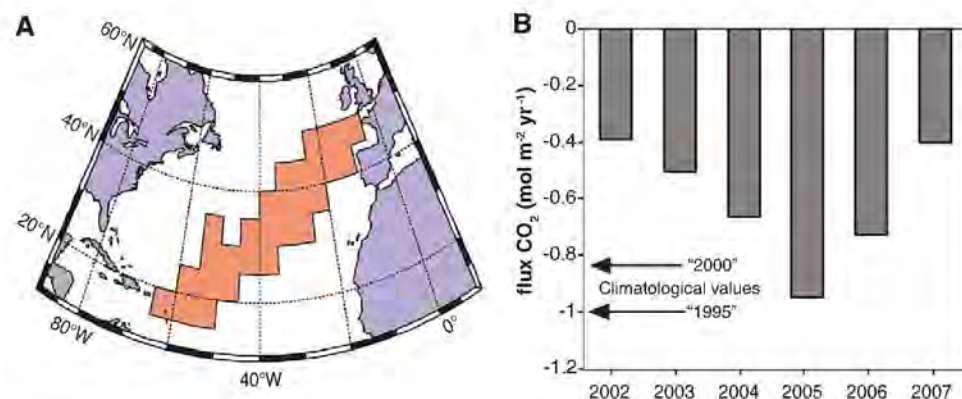 A
60°N
40°N
20°N
80°W
40°W
0°
B
flux CO₂ (mol m⁻² yr⁻¹)
0
-0.2
-0.4
-0.6
-0.8
-1
-1.2
"2000"
Climatological values
"1995"
2002 2003 2004 2005 2006 2007